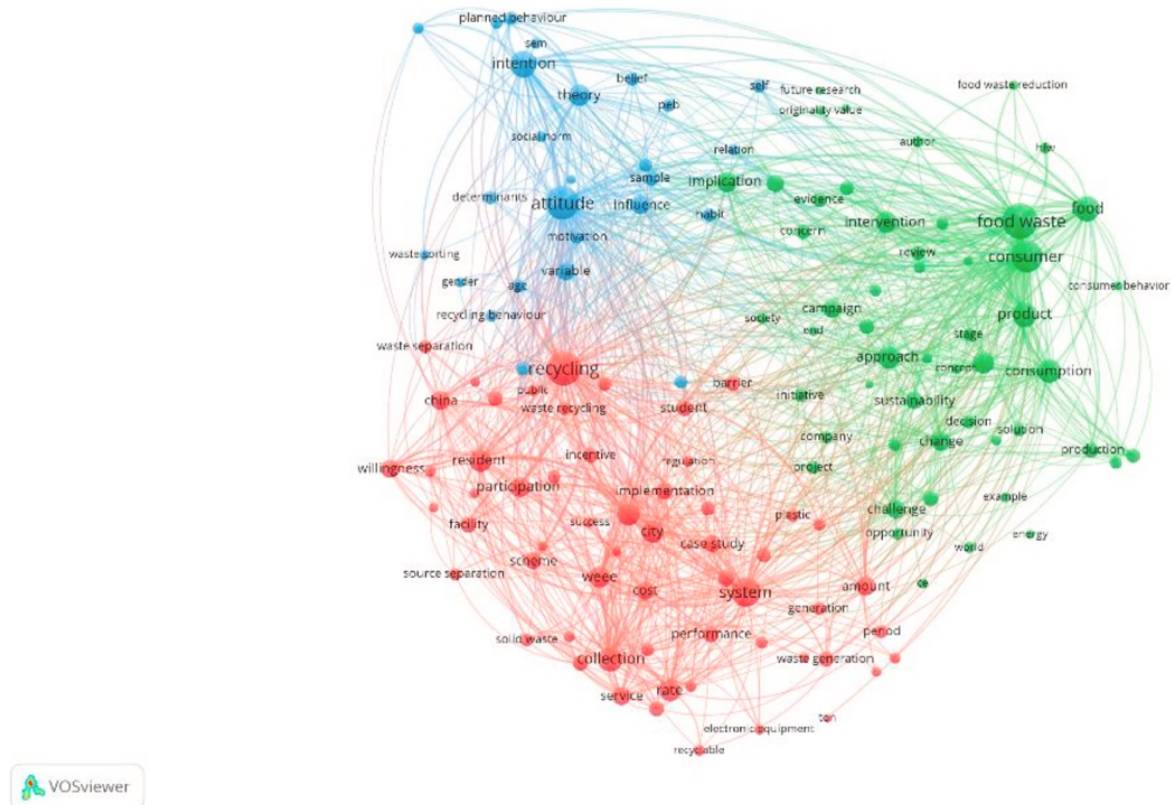 planned behaviour
sem
intention
theory
belief
self
peb
future research
originality value
food waste reduction
social norm
author
hfw
relation
sample
implication
determinants
attitude
influence
habit
evidence
concern
intervention
food waste
food
motivation
consumer
waste sorting
variable
review
gender
age
consumer behavior
recycling behaviour
campaign
society
end
product
stage
waste separation
approach
concept
consumption
recycling
public
barrier
china
waste recycling
student
initiative
sustainability
decision
solution
company
change
production
willingness
resident
incentive
regulation
project
participation
implementation
example
facility
success
city
plastic
challenge
opportunity
energy
case study
world
scheme
source separation
weee
cost
system
amount
ce
generation
solid waste
performance
period
collection
waste generation
service
rate
ton
electronic equipment
recyclable
VOSviewer